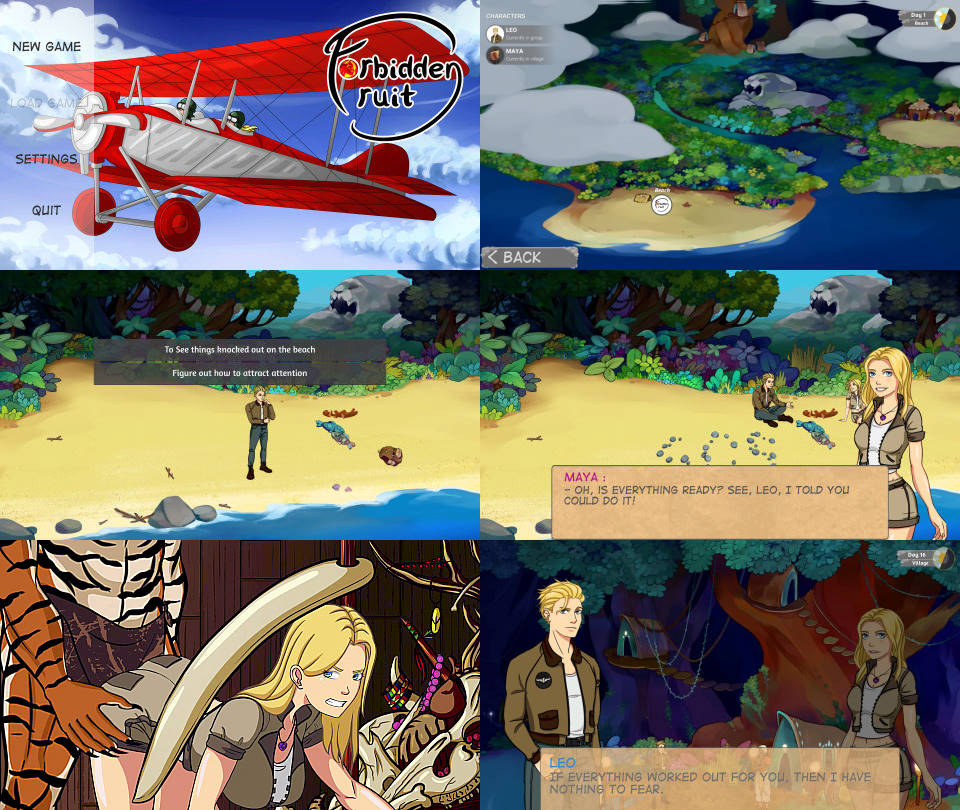 NEW GAME
LOAD GAME
SETTINGS
QUIT
Forbidden
ruit
CHARACTERS
LEO
Currently in group.
MAYA
Currently in village.
Day 1
Beach
Beach
BACK
To See things knocked out on the beach
Figure out how to attract attention
MAYA :
- OH, IS EVERYTHING READY? SEE, LEO, I TOLD YOU
COULD DO IT!
Day 16
Village
LEO
IF EVERYTHING WORKED OUT FOR YOU, THEN I HAVE
NOTHING TO FEAR.